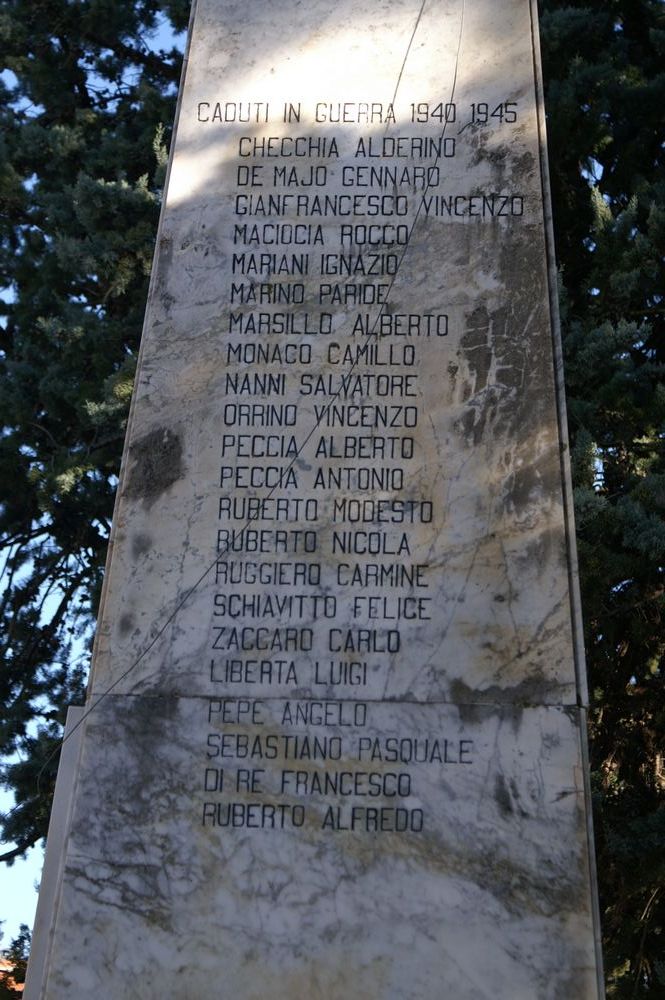 CADUTI IN GUERRA 1940 1945
CHECCHIA ALDERINO
DE MAJO GENNARO
GIANFRANCESCO VINCENZO
MACIOCIA ROCCO
MARIANI IGNAZIO
MARINO PARIDE
MARSILLO ALBERTO
MONACO CAMILLO
NANNI SALVATORE
ORRINO VINCENZO
PECCIA ALBERTO
PECCIA ANTONIO
RUBERTO MODESTO
RUBERTO NICOLA
RUGGIERO CARMINE
SCHIAVITTO FELICE
ZACCARO CARLO
LIBERTA LUIGI
PEPE ANGELO
SEBASTIANO PASQUALE
DI RE FRANCESCO
RUBERTO ALFREDO